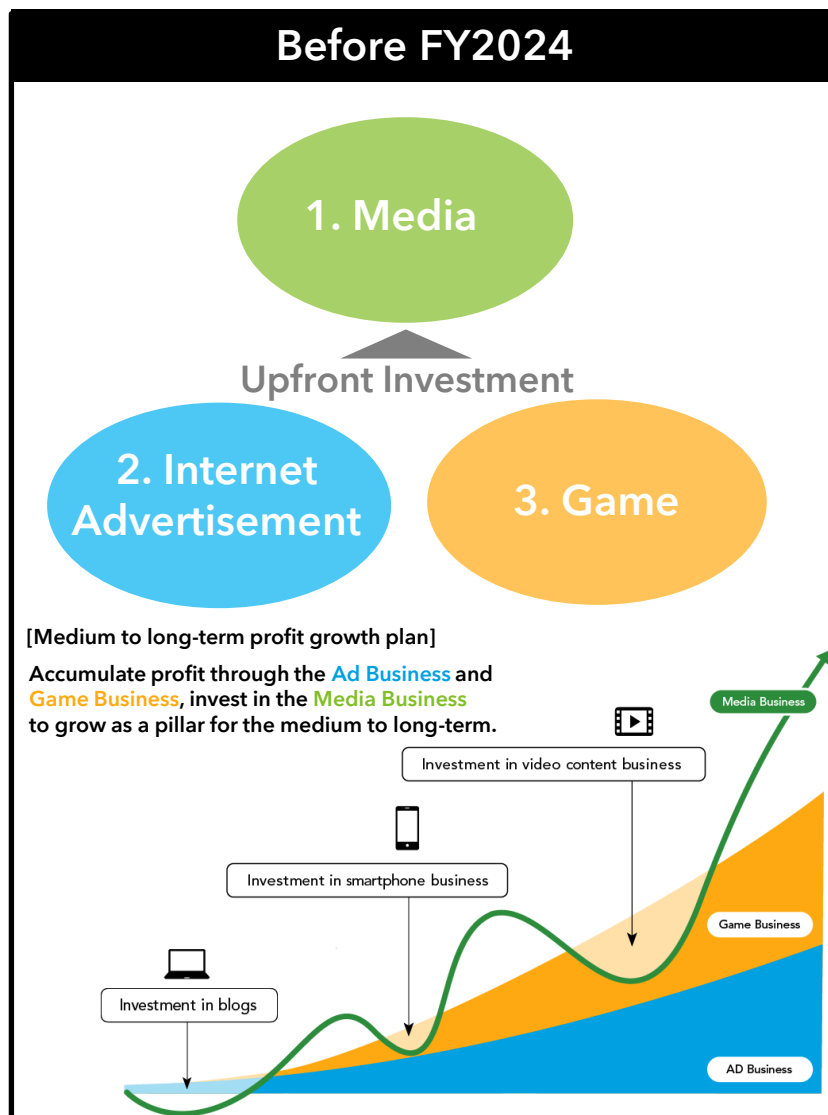 Before FY2024
1. Media
Upfront Investment
2. Internet
Advertisement
3. Game
[Medium to long-term profit growth plan]
Accumulate profit through the Ad Business and
Game Business, invest in the Media Business
to grow as a pillar for the medium to long-term.
Media Business
Investment in video content business
Investment in smartphone business
Game Business
Investment in blogs
AD Business